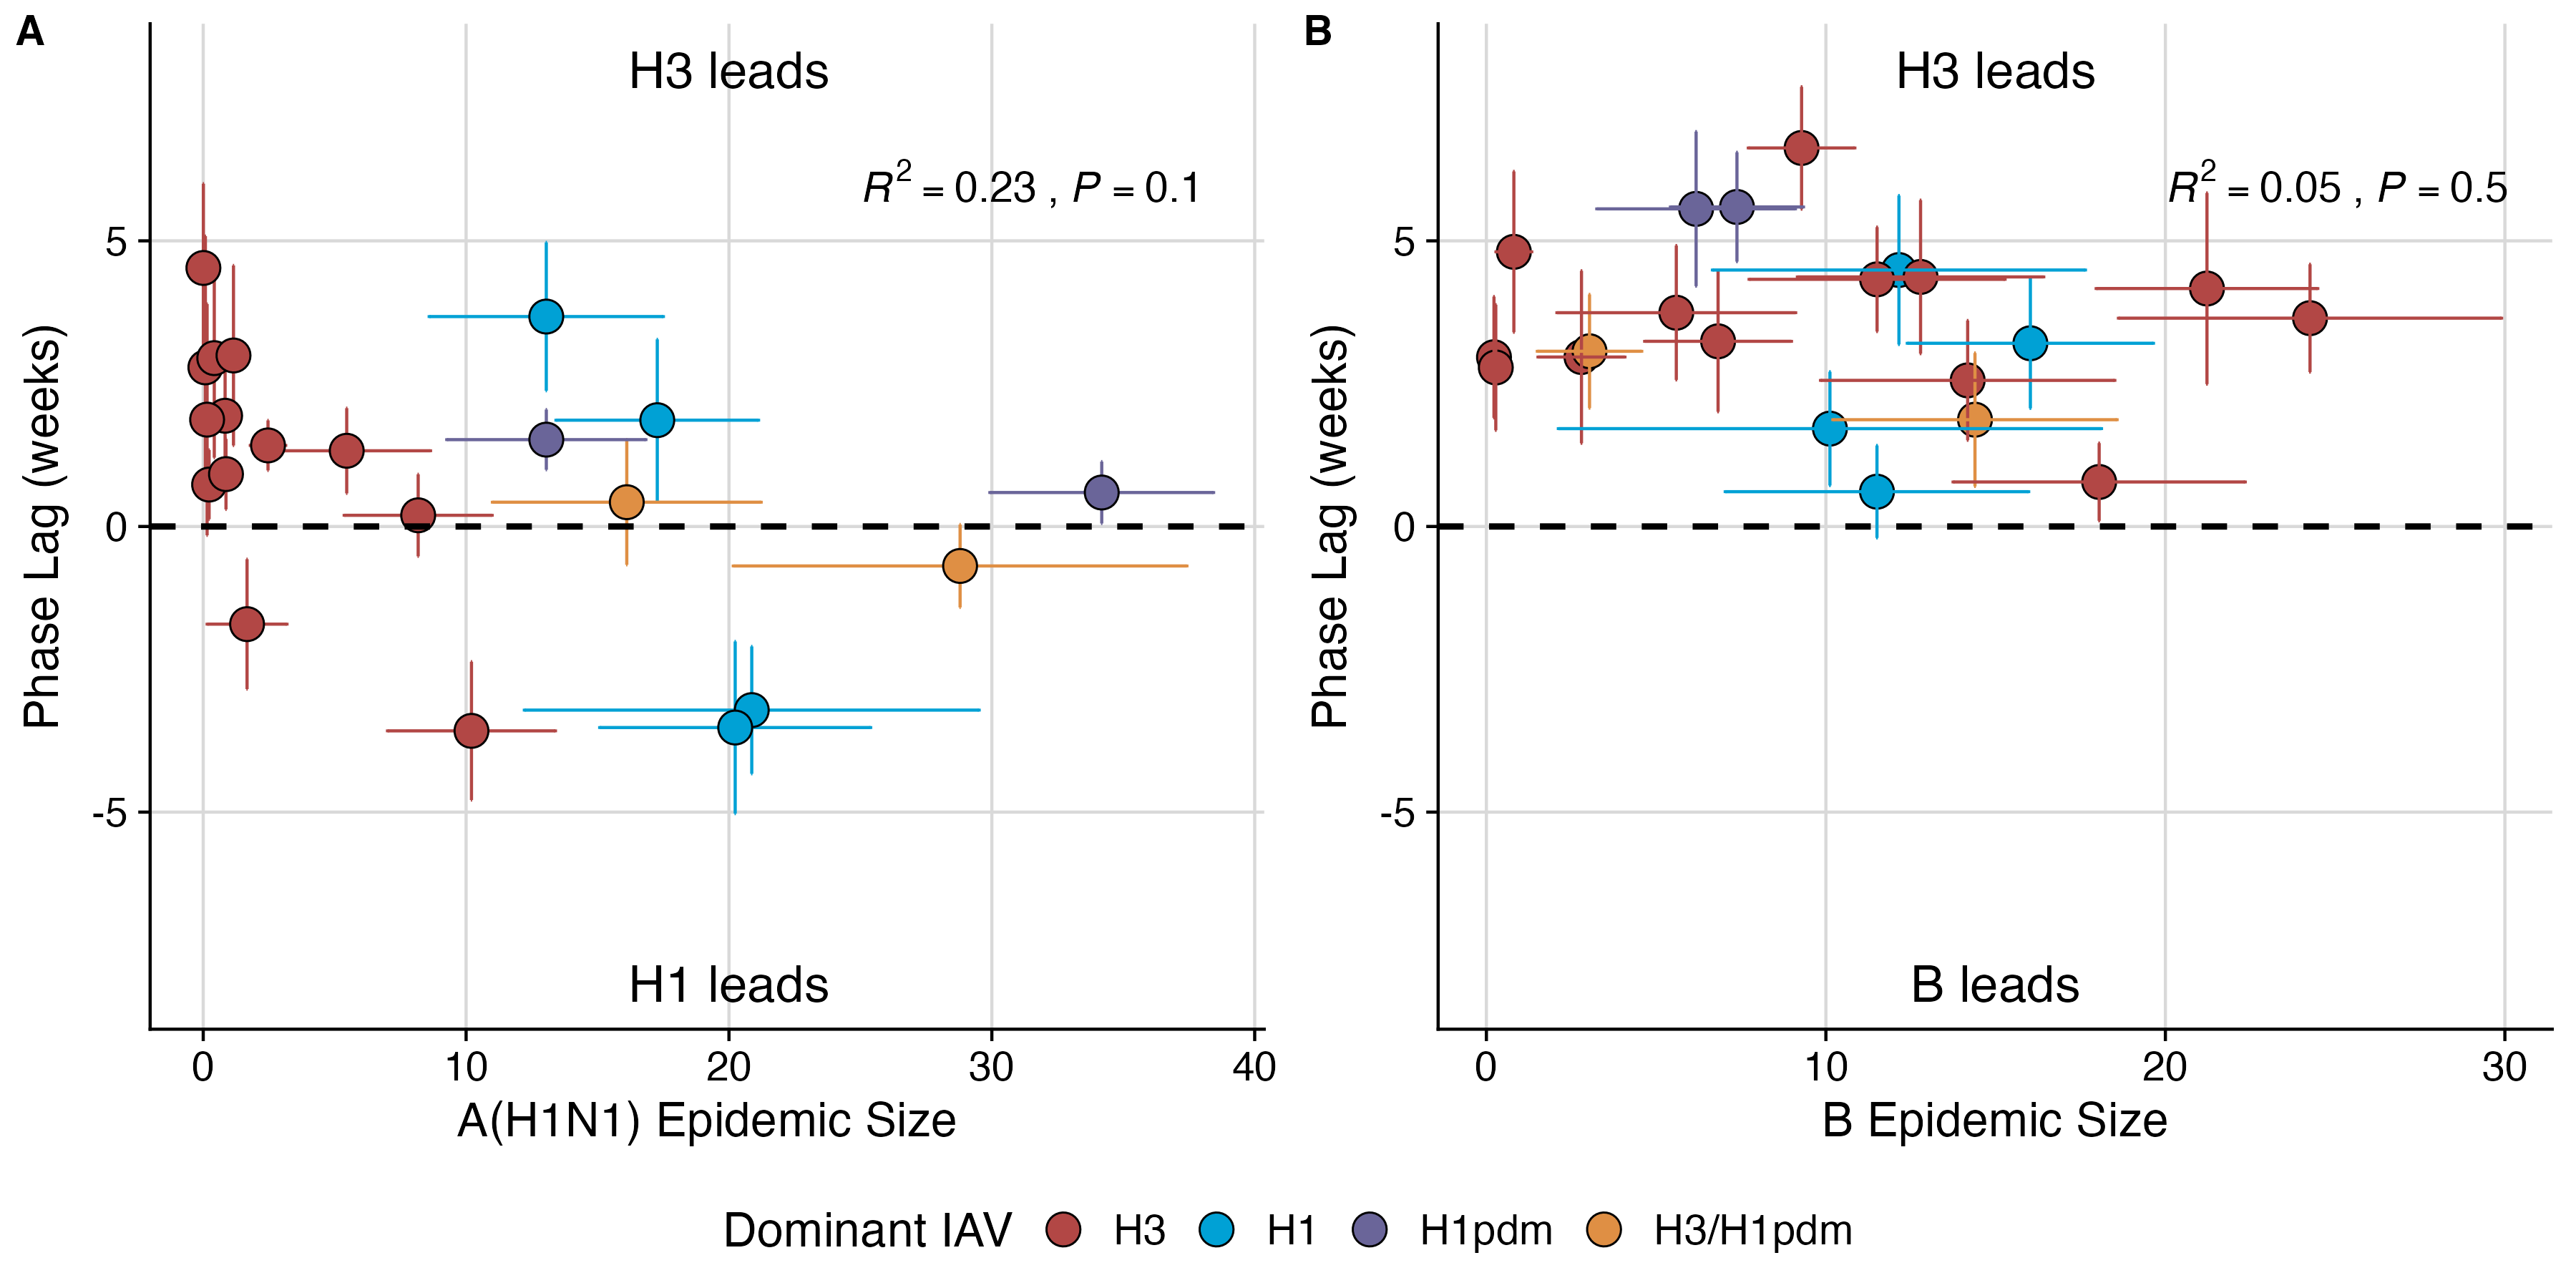 A
H3 leads
R2 = 0.23 , P = 0.1
Phase Lag (weeks)
5
0
-5
H1 leads
0 10 20 30 40
A(H1N1) Epidemic Size
B
H3 leads
R2 = 0.05 , P = 0.5
Phase Lag (weeks)
5
0
-5
B leads
0 10 20 30
B Epidemic Size
Dominant IAV H3 H1 H1pdm H3/H1pdm